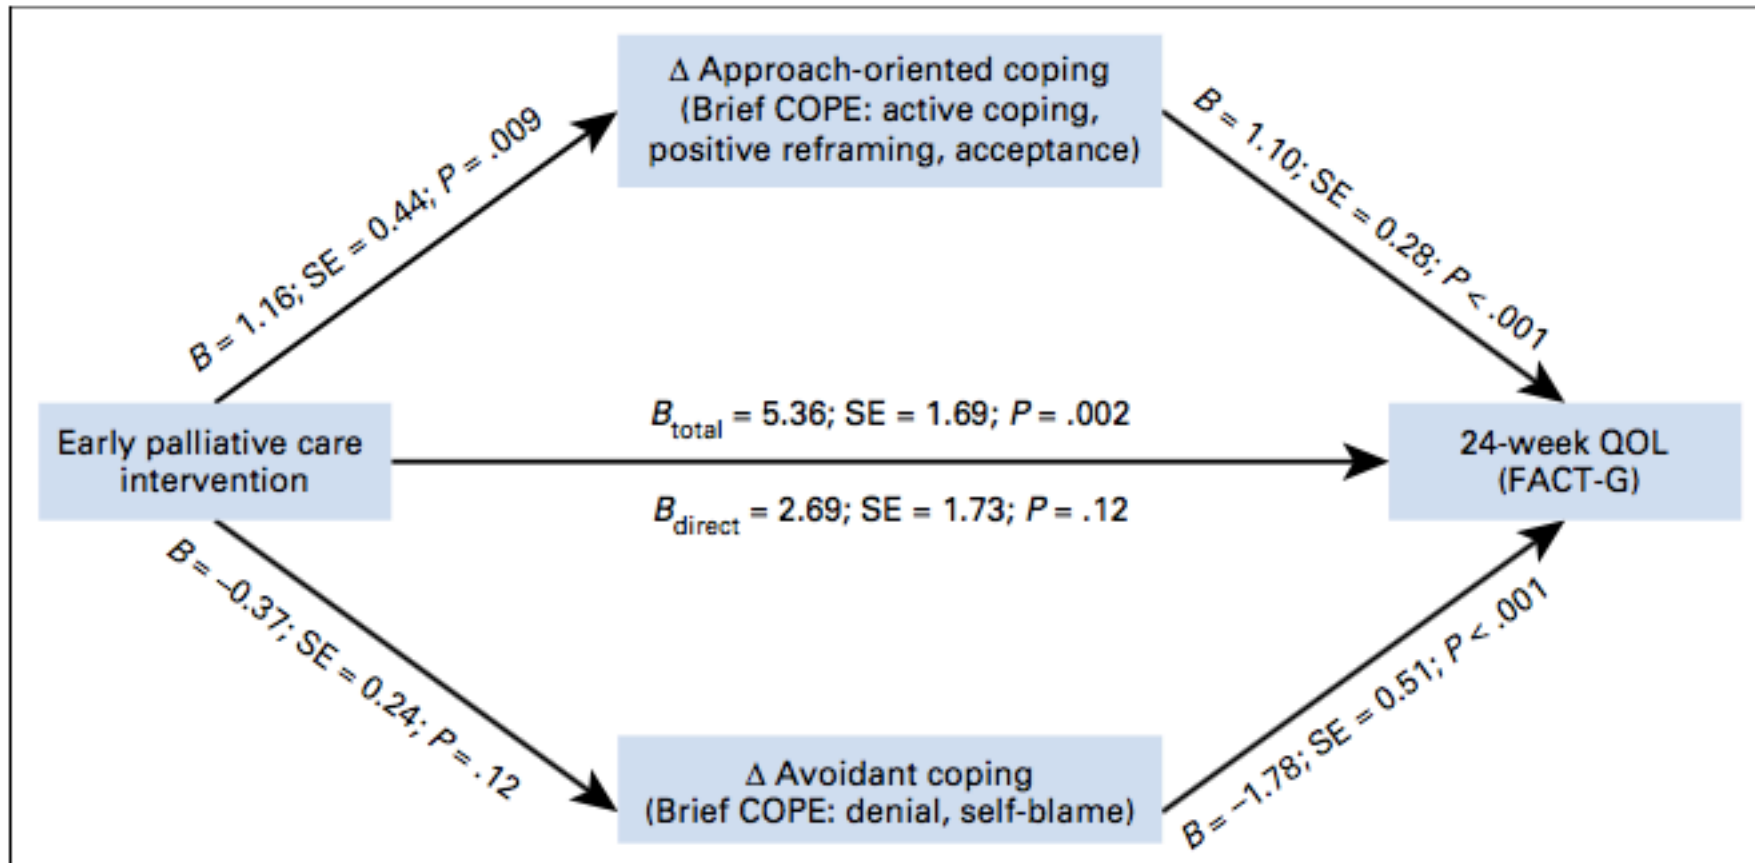 Δ Approach-oriented coping
(Brief COPE: active coping,
positive reframing, acceptance)
B = 1.16; SE = 0.44; P = .009
B = 1.10; SE = 0.28; P < .001
Early palliative care
intervention
B total = 5.36; SE = 1.69; P = .002
B direct = 2.69; SE = 1.73; P = .12
24-week QOL
(FACT-G)
B = –0.37; SE = 0.24; P = .12
B = –1.78; SE = 0.51; P < .001
Δ Avoidant coping
(Brief COPE: denial, self-blame)